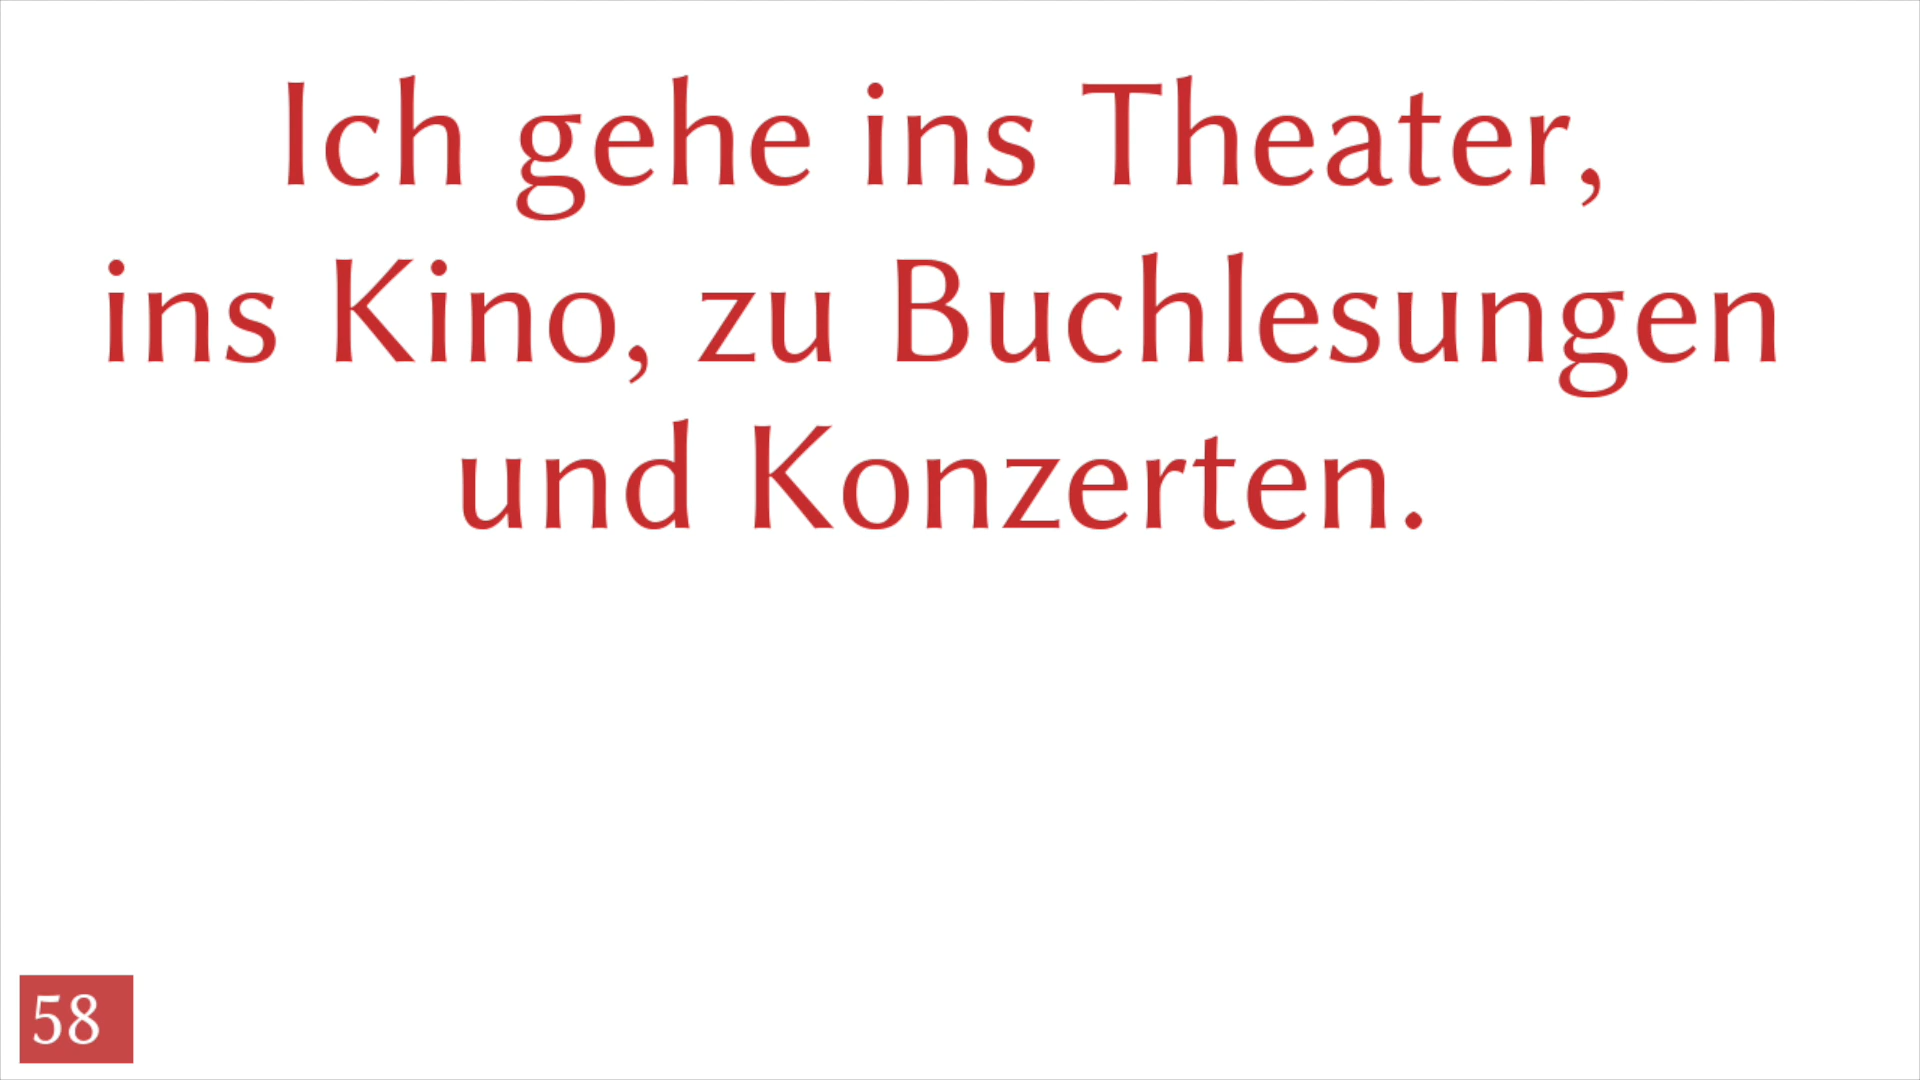 Ich gehe ins Theater,
ins Kino, zu Buchlesungen
und Konzerten.
58